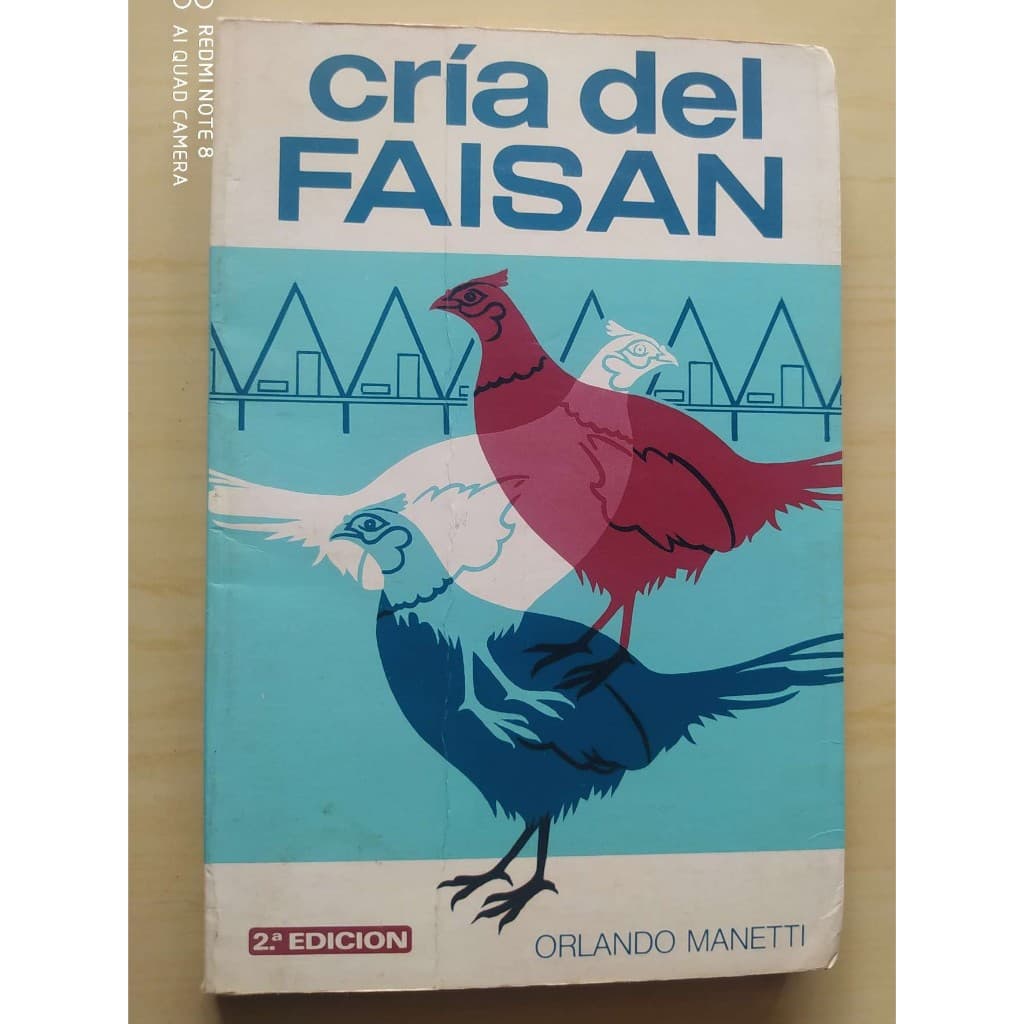 cría del
FAISAN
2.ª EDICION
ORLANDO MANETTI
REDMI NOTE 8
AI QUAD CAMERA